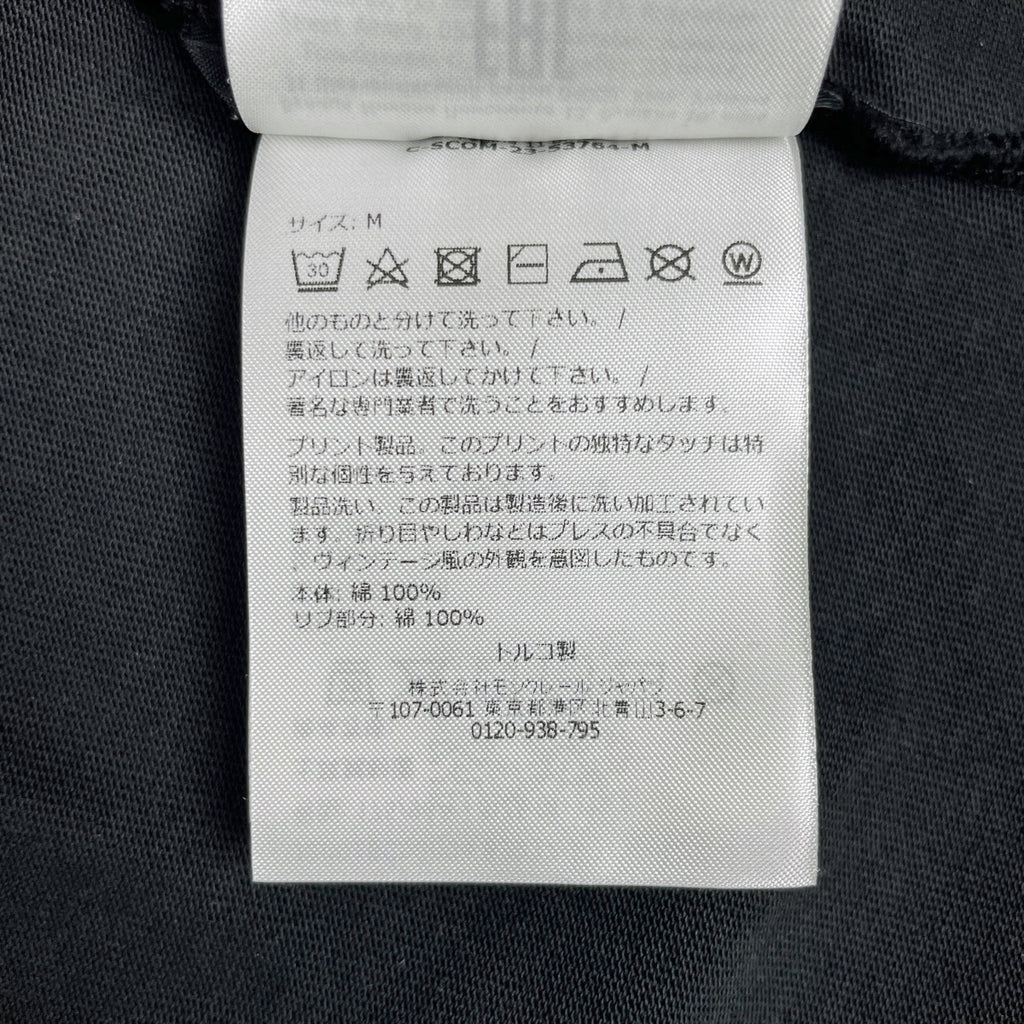 サイズ: M
30
W
他のものと分けて洗って下さい。 /
裏返して洗って下さい。 /
アイロンは裏返してかけて下さい。 /
著名な専門業者で洗うことをおすすめします。
プリント製品。このプリントの独特なタッチは特
別な個性を与えております。
製品洗い。この製品は製造後に洗い加工されてい
ます。折り目やしわなどはプレスの不具合でなく
、ヴィンテージ風の外観を意図したものです。
本体: 綿 100%
リブ部分: 綿 100%
トルコ製
株式会社モンクレール ジャパン
〒107-0061 東京都港区北青山3-6-7
0120-938-795